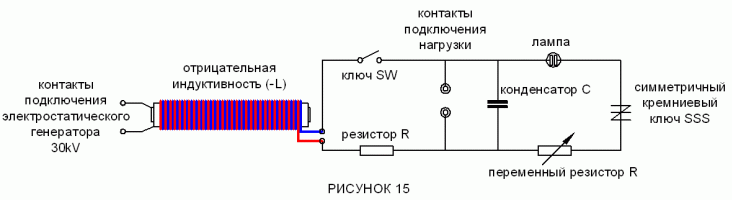 контакты
подключения
нагрузки
лампа
отрицательная
индуктивность (-L)
ключ SW
конденсатор С
симметричный
кремниевый
ключ SSS
контакты
подключения
электростатического
генератора
30kV
резистор R
переменный резистор R
РИСУНОК 15